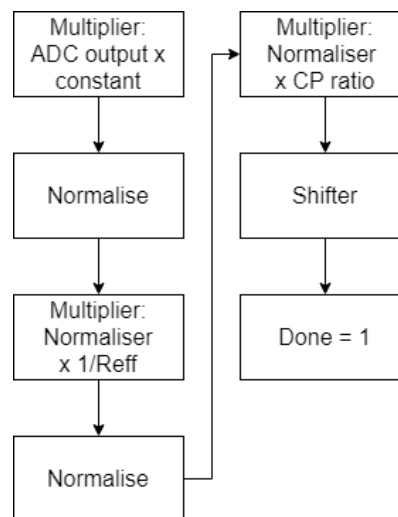 Multiplier:
ADC output x
constant
Normalise
Multiplier:
Normaliser
x 1/Reff
Normalise
Multiplier:
Normaliser
x CP ratio
Shifter
Done = 1